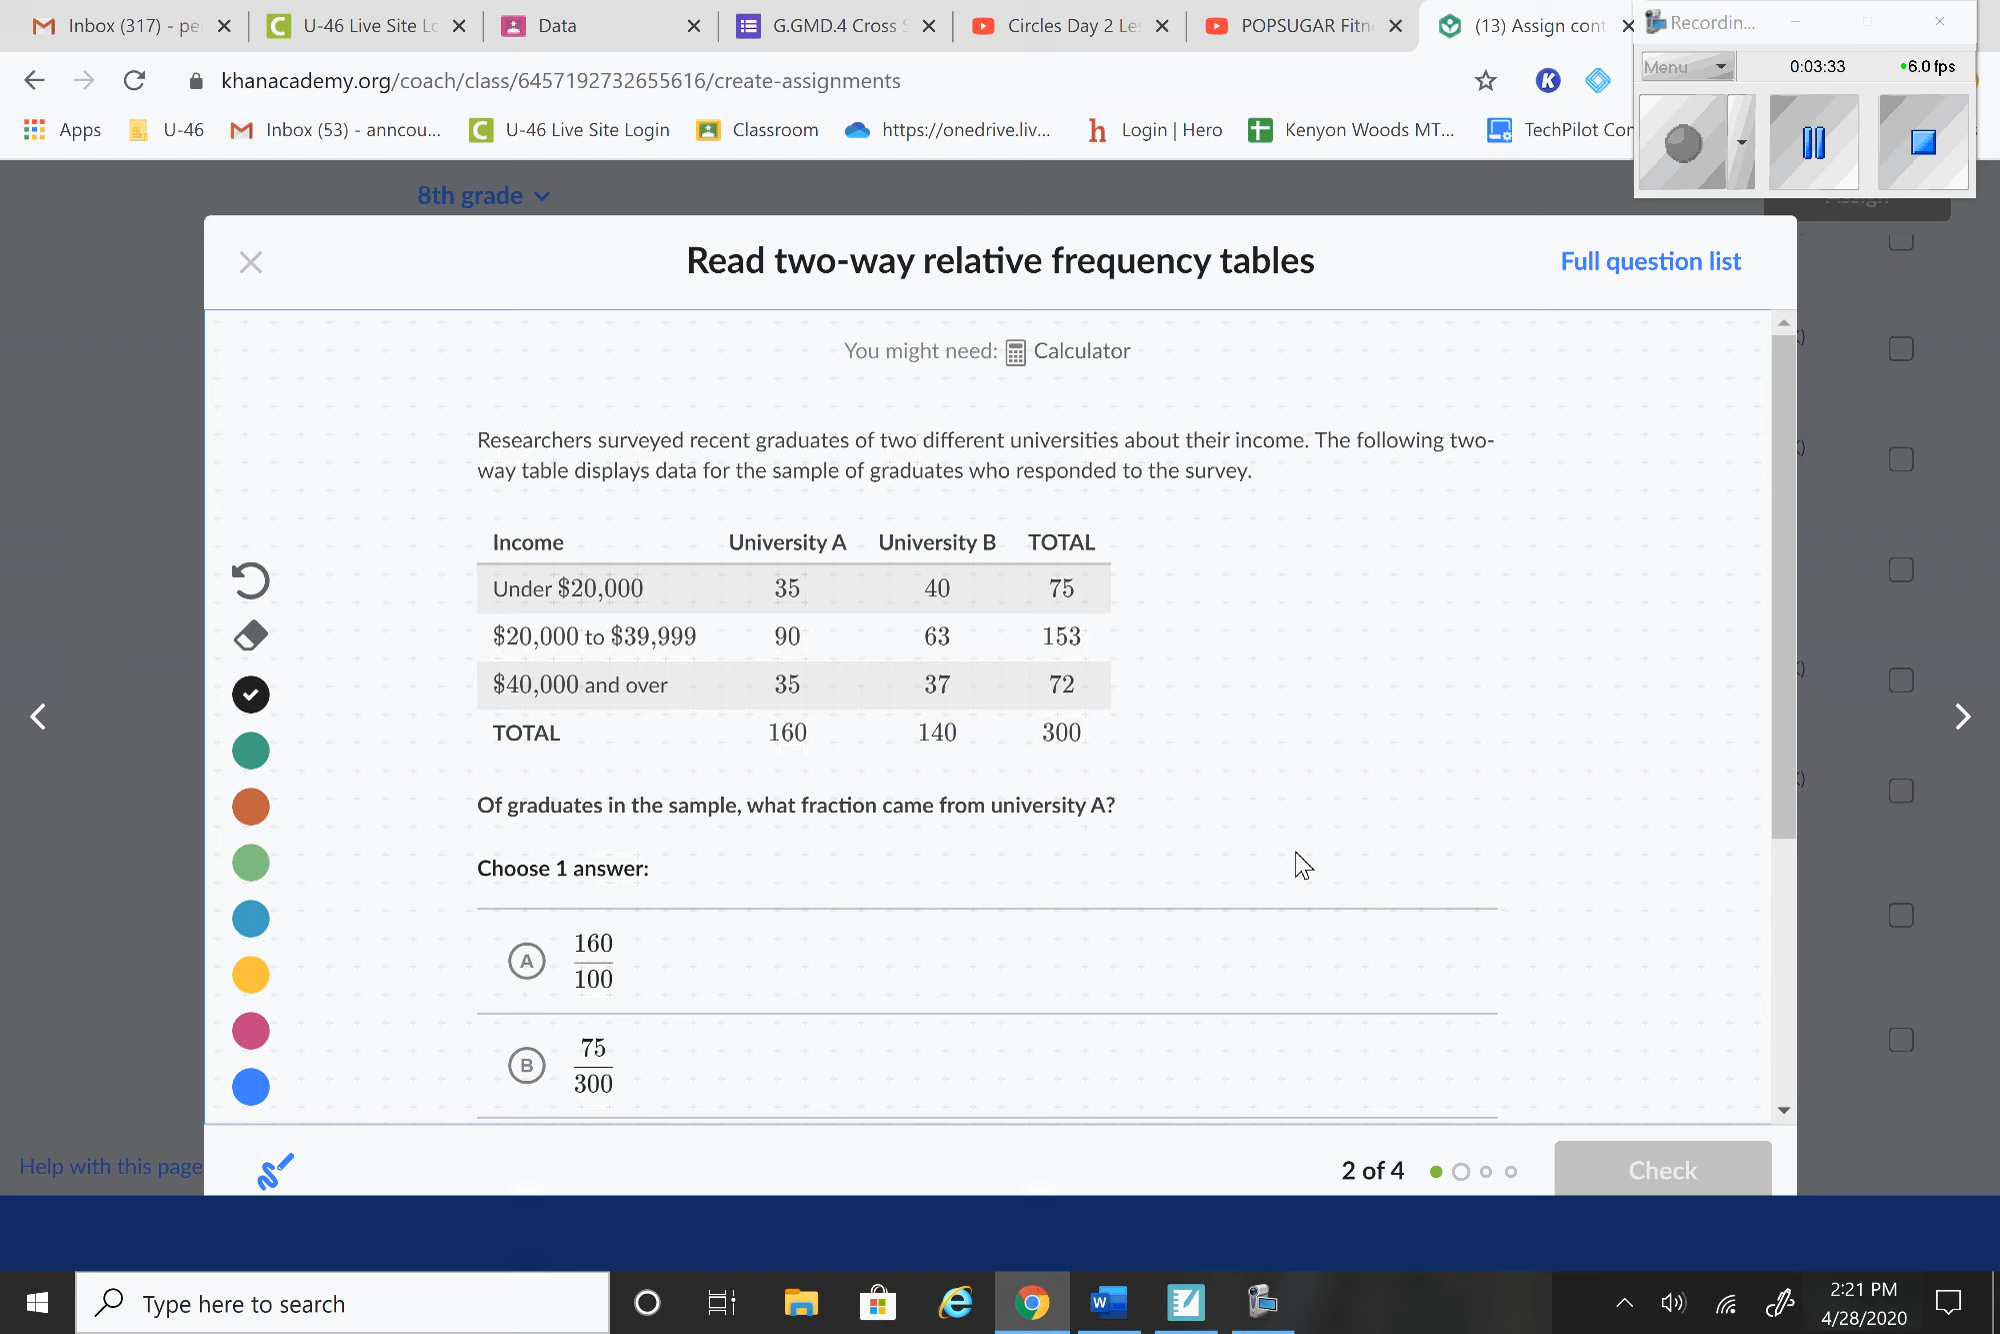 Inbox (317) - pe
U-46 Live Site Lo
Data
G.GMD.4 Cross S
Circles Day 2 Le
POPSUGAR Fitn
(13) Assign cont
Recordin...
khanacademy.org/coach/class/6457192732655616/create-assignments
Menu
0:03:33
6.0 fps
Apps
U-46
Inbox (53) - anncou...
U-46 Live Site Login
Classroom
https://onedrive.liv...
Login | Hero
Kenyon Woods MT...
TechPilot Cor
8th grade
Read two-way relative frequency tables
Full question list
You might need: Calculator
Researchers surveyed recent graduates of two different universities about their income. The following two-
way table displays data for the sample of graduates who responded to the survey.
Income University A University B TOTAL
Under $20,000 35 40 75
$20,000 to $39,999 90 63 153
$40,000 and over 35 37 72
TOTAL 160 140 300
Of graduates in the sample, what fraction came from university A?
Choose 1 answer:
A 160/100
B 75/300
Help with this page
2 of 4
Check
Type here to search
2:21 PM
4/28/2020